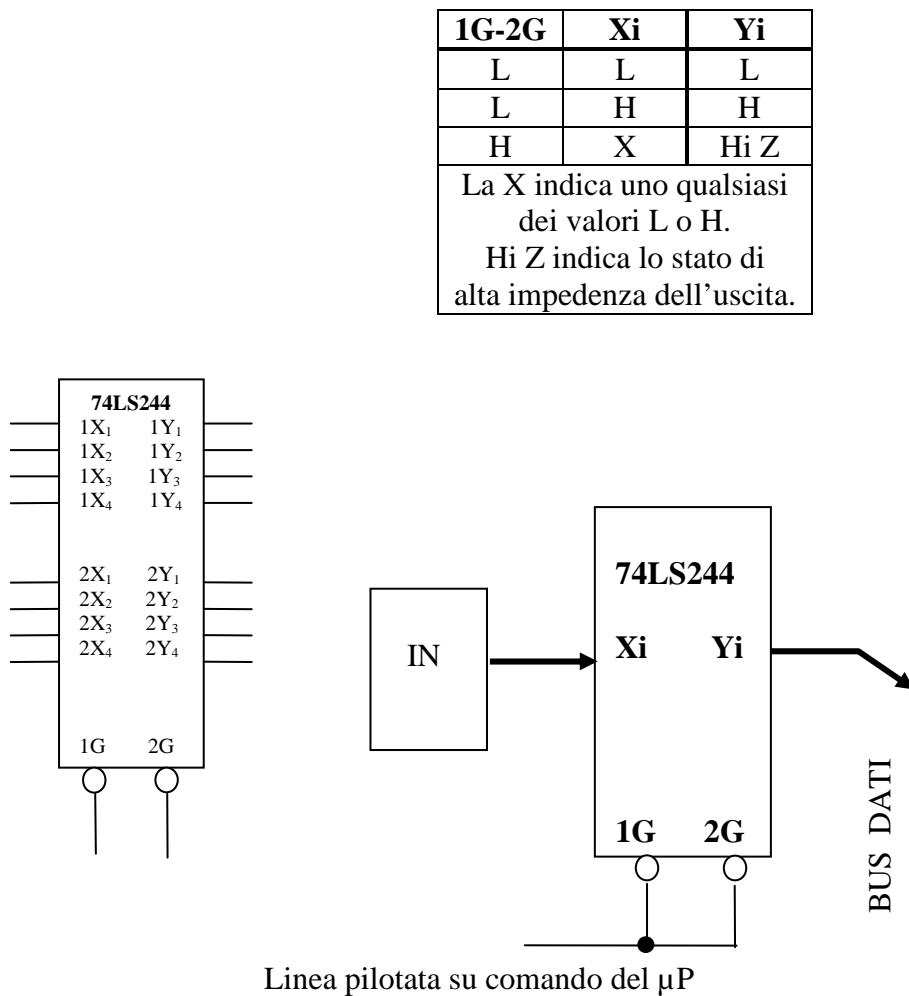 1G-2G Xi Yi
L L L
L H H
H X Hi Z
La X indica uno qualsiasi
dei valori L o H.
Hi Z indica lo stato di
alta impedenza dell'uscita.
74LS244
1X₁ 1Y₁
1X₂ 1Y₂
1X₃ 1Y₃
1X₄ 1Y₄
2X₁ 2Y₁
2X₂ 2Y₂
2X₃ 2Y₃
2X₄ 2Y₄
1G 2G
IN
74LS244
Xi Yi
1G 2G
BUS DATI
Linea pilotata su comando del µP